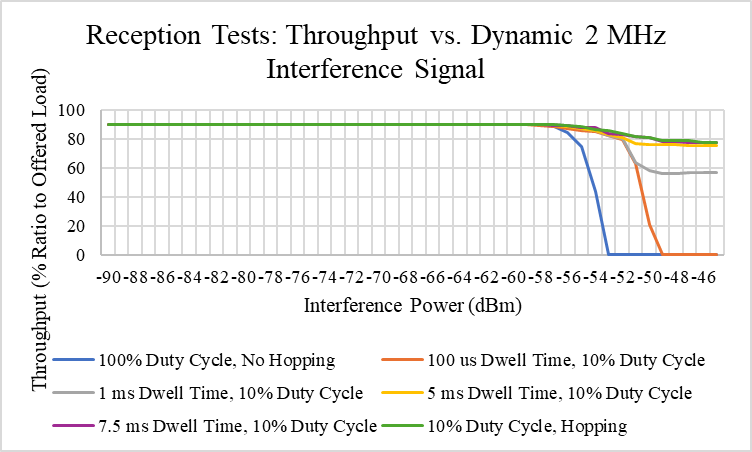 Reception Tests: Throughput vs. Dynamic 2 MHz
Interference Signal
Throughput (% Ratio to Offered Load)
100
80
60
40
20
0
-90 -88 -86 -84 -82 -80 -78 -76 -74 -72 -70 -68 -66 -64 -62 -60 -58 -56 -54 -52 -50 -48 -46
Interference Power (dBm)
100% Duty Cycle, No Hopping
100 us Dwell Time, 10% Duty Cycle
1 ms Dwell Time, 10% Duty Cycle
5 ms Dwell Time, 10% Duty Cycle
7.5 ms Dwell Time, 10% Duty Cycle
10% Duty Cycle, Hopping